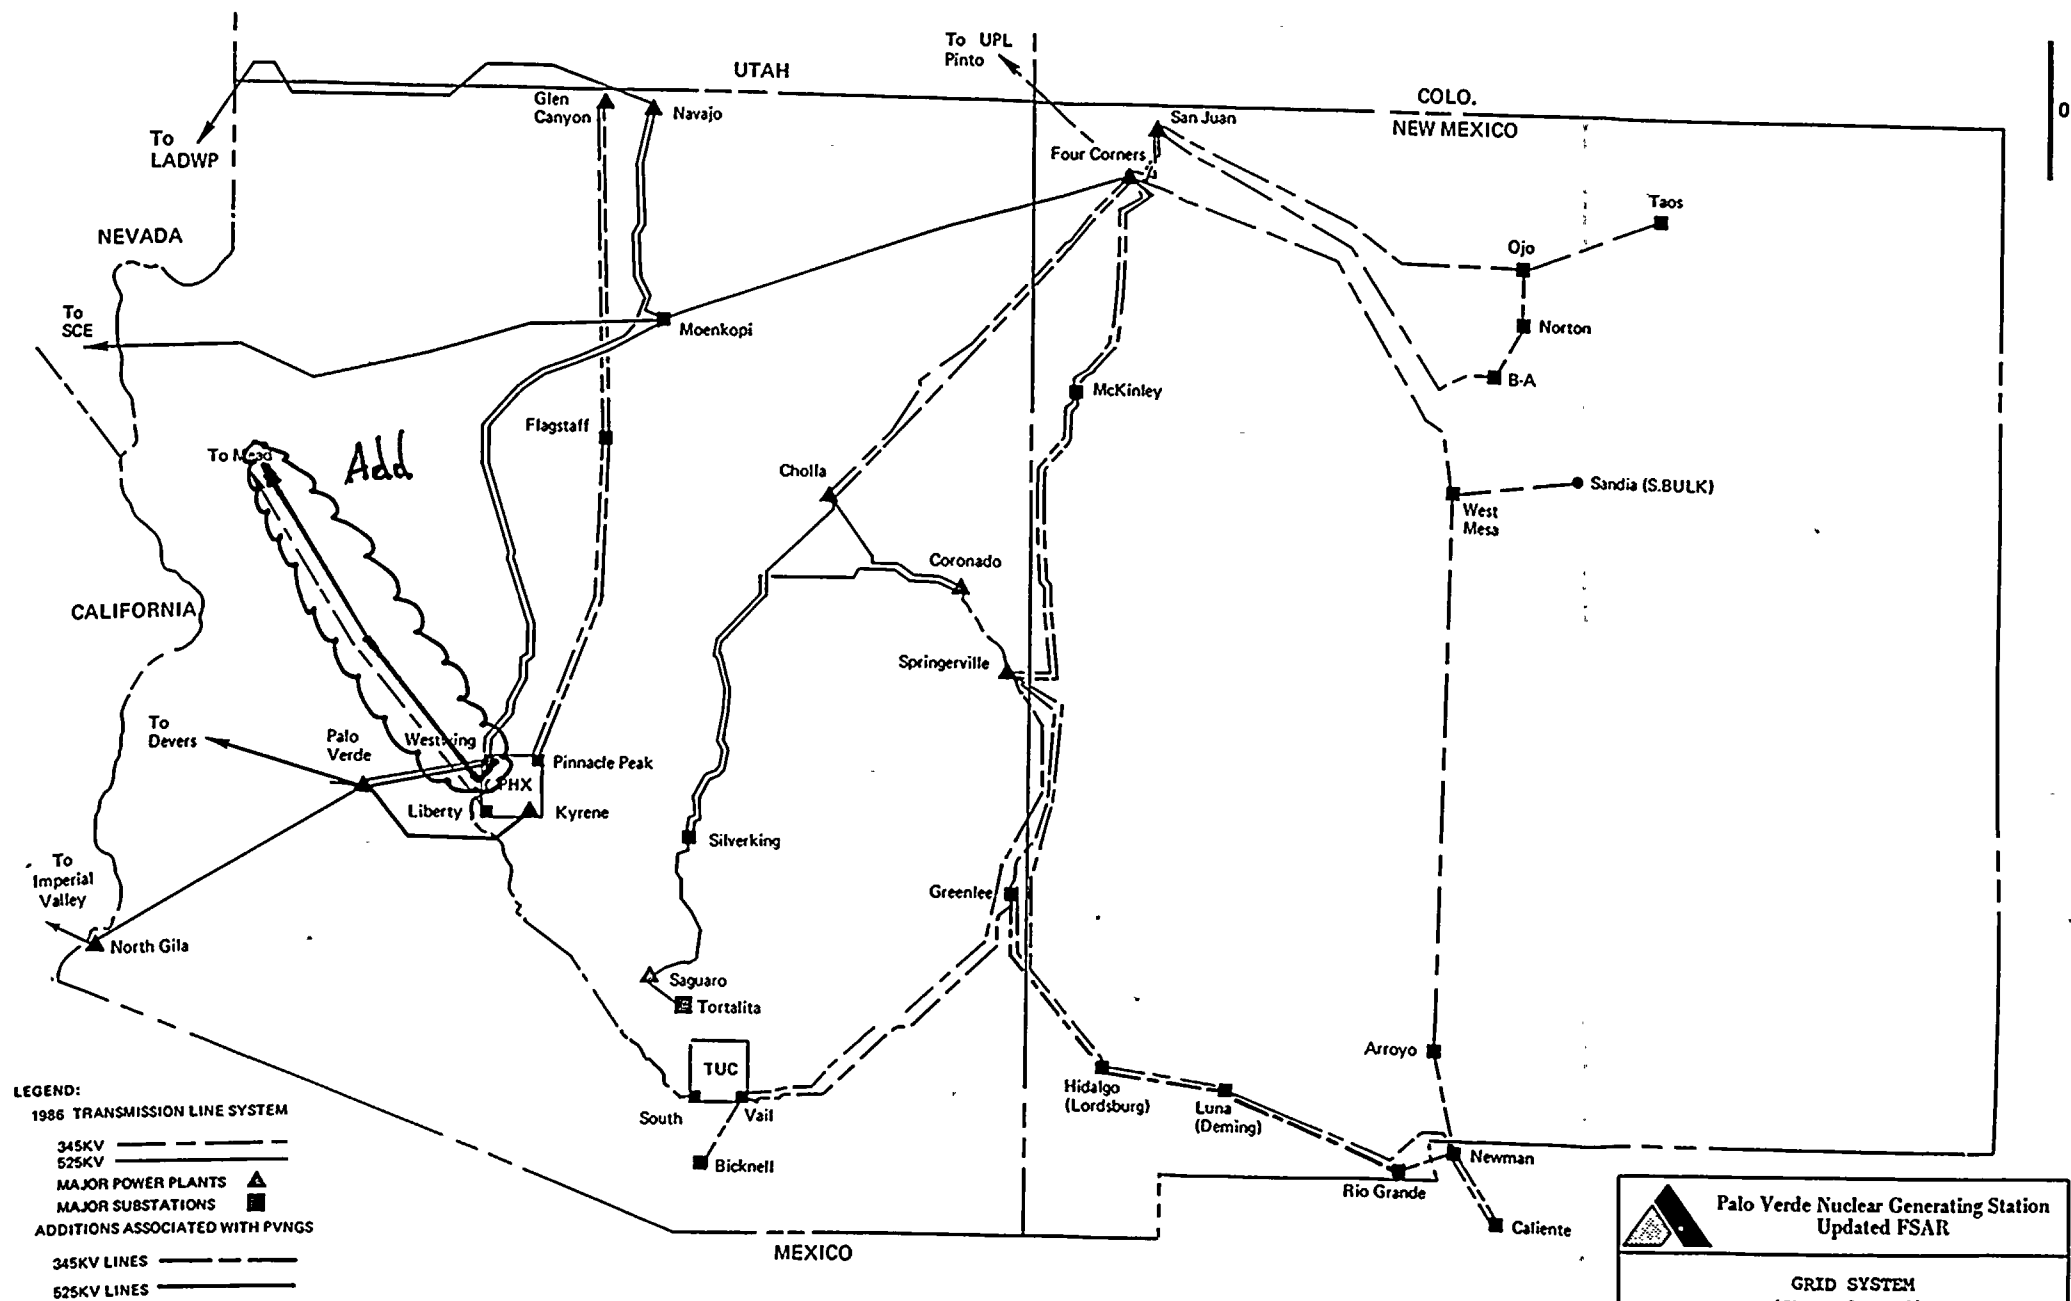 To UPL
Pinto
UTAH
COLO.
NEW MEXICO
Glen
Canyon
Navajo
San Juan
To
LADWP
Four Corners
Taos
NEVADA
Ojo
To
SCE
Moenkopi
Norton
B-A
McKinley
Flagstaff
To Mead
Add
Cholla
Sandia (S.BULK)
West
Mesa
Coronado
CALIFORNIA
Springerville
To
Devers
Palo
Verde
Westwing
Pinnacle Peak
PHX
Liberty
Kyrene
Silverking
To
Imperial
Valley
Greenlee
North Gila
Saguaro
Tortalita
Arroyo
TUC
Hidalgo
(Lordsburg)
Luna
(Deming)
South
Vail
Bicknell
Newman
Rio Grande
Caliente
MEXICO
LEGEND:
1986 TRANSMISSION LINE SYSTEM
345KV
525KV
MAJOR POWER PLANTS
MAJOR SUBSTATIONS
ADDITIONS ASSOCIATED WITH PVNGS
345KV LINES
525KV LINES
Palo Verde Nuclear Generating Station
Updated FSAR
GRID SYSTEM
0